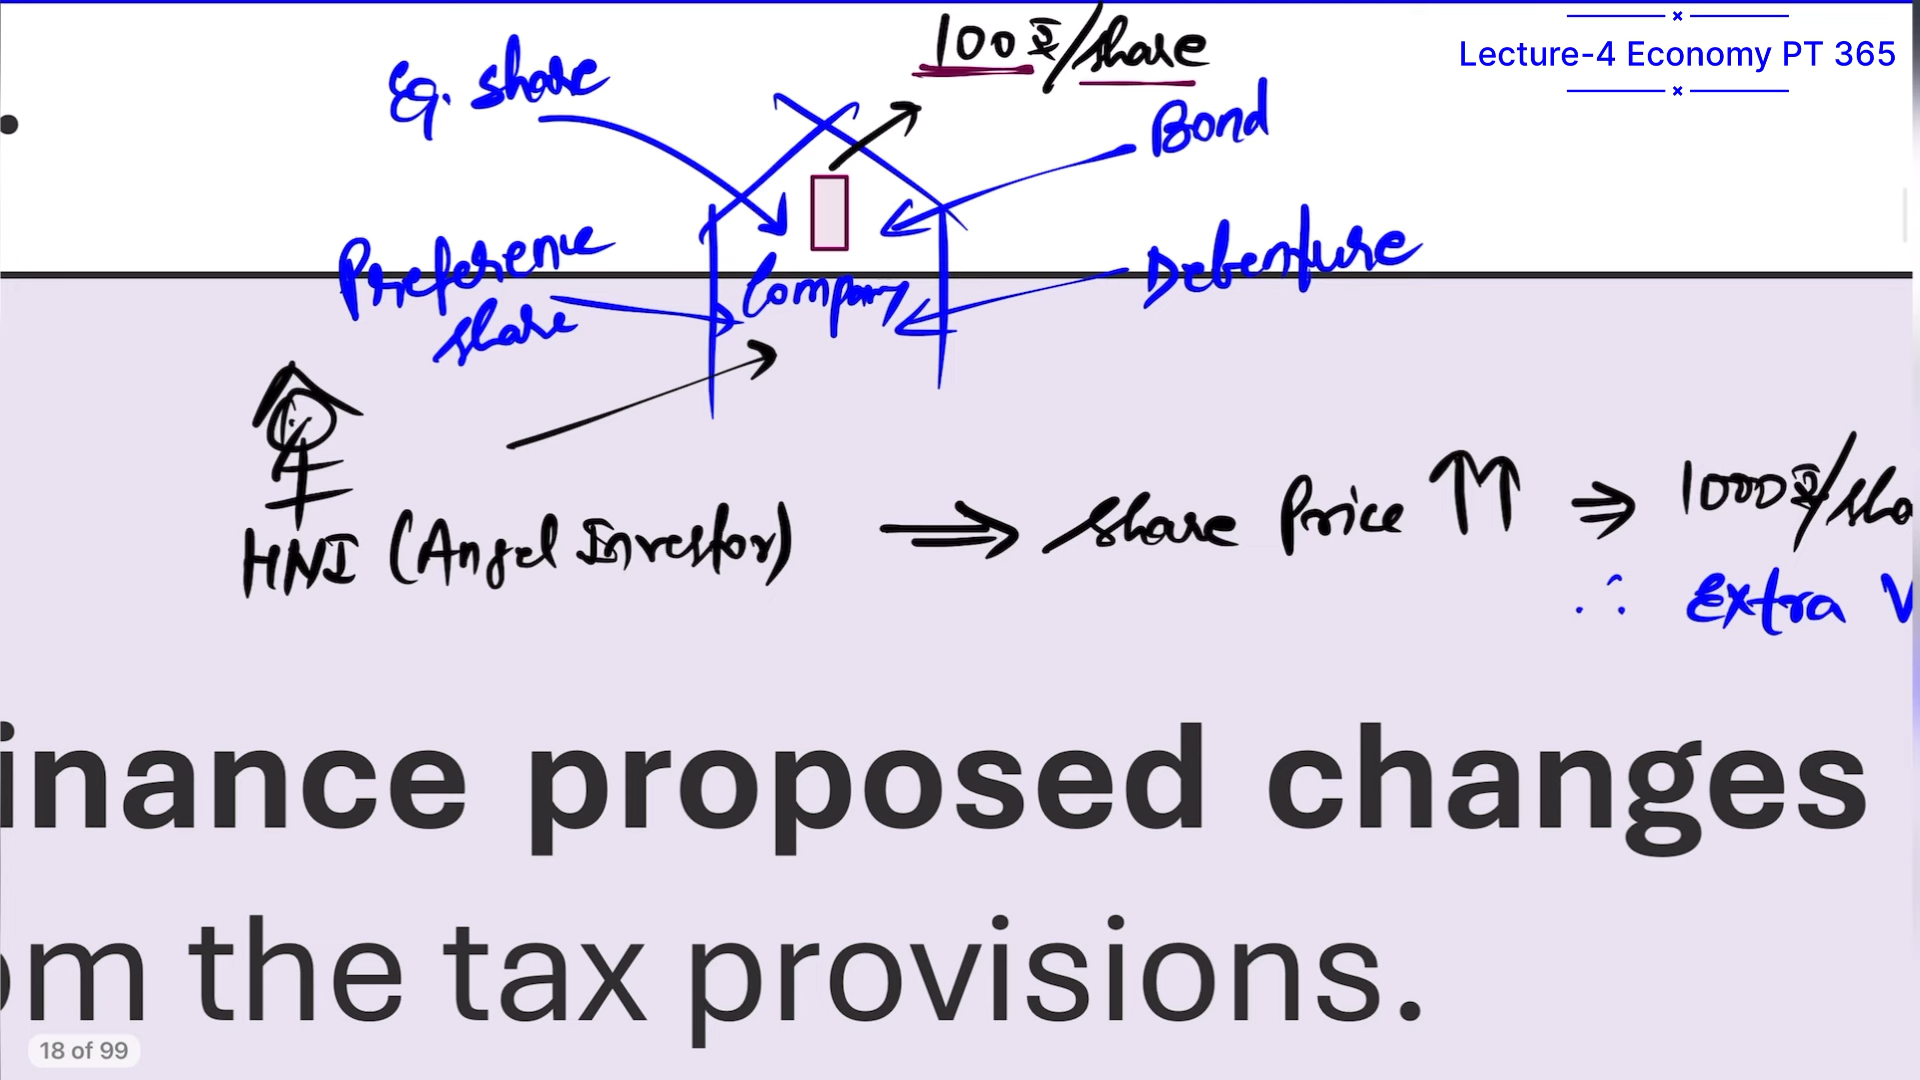 Lecture-4 Economy PT 365
100₹/share
Eq. share
Bond
Preference
share
Company
Debenture
HNI (Angel Investor) ⇒ Share Price ↑↑ ⇒ 1000₹/sha
∴ Extra V
inance proposed changes
om the tax provisions.
18 of 99